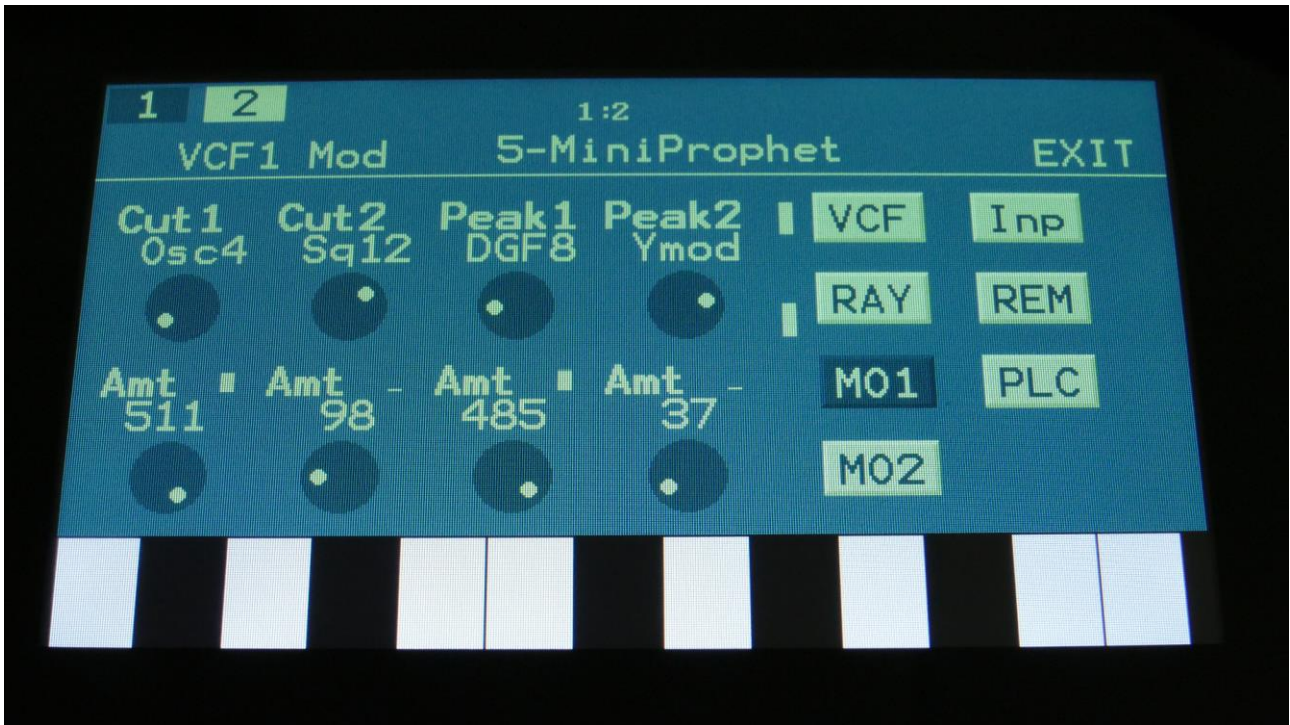 1 2 1:2
VCF1 Mod 5-MiniProphet EXIT
Cut1 Cut2 Peak1 Peak2 VCF Inp
Osc4 Sq12 DGF8 Ymod
RAY REM
Amt Amt Amt Amt MO1 PLC
511 98 485 37
MO2